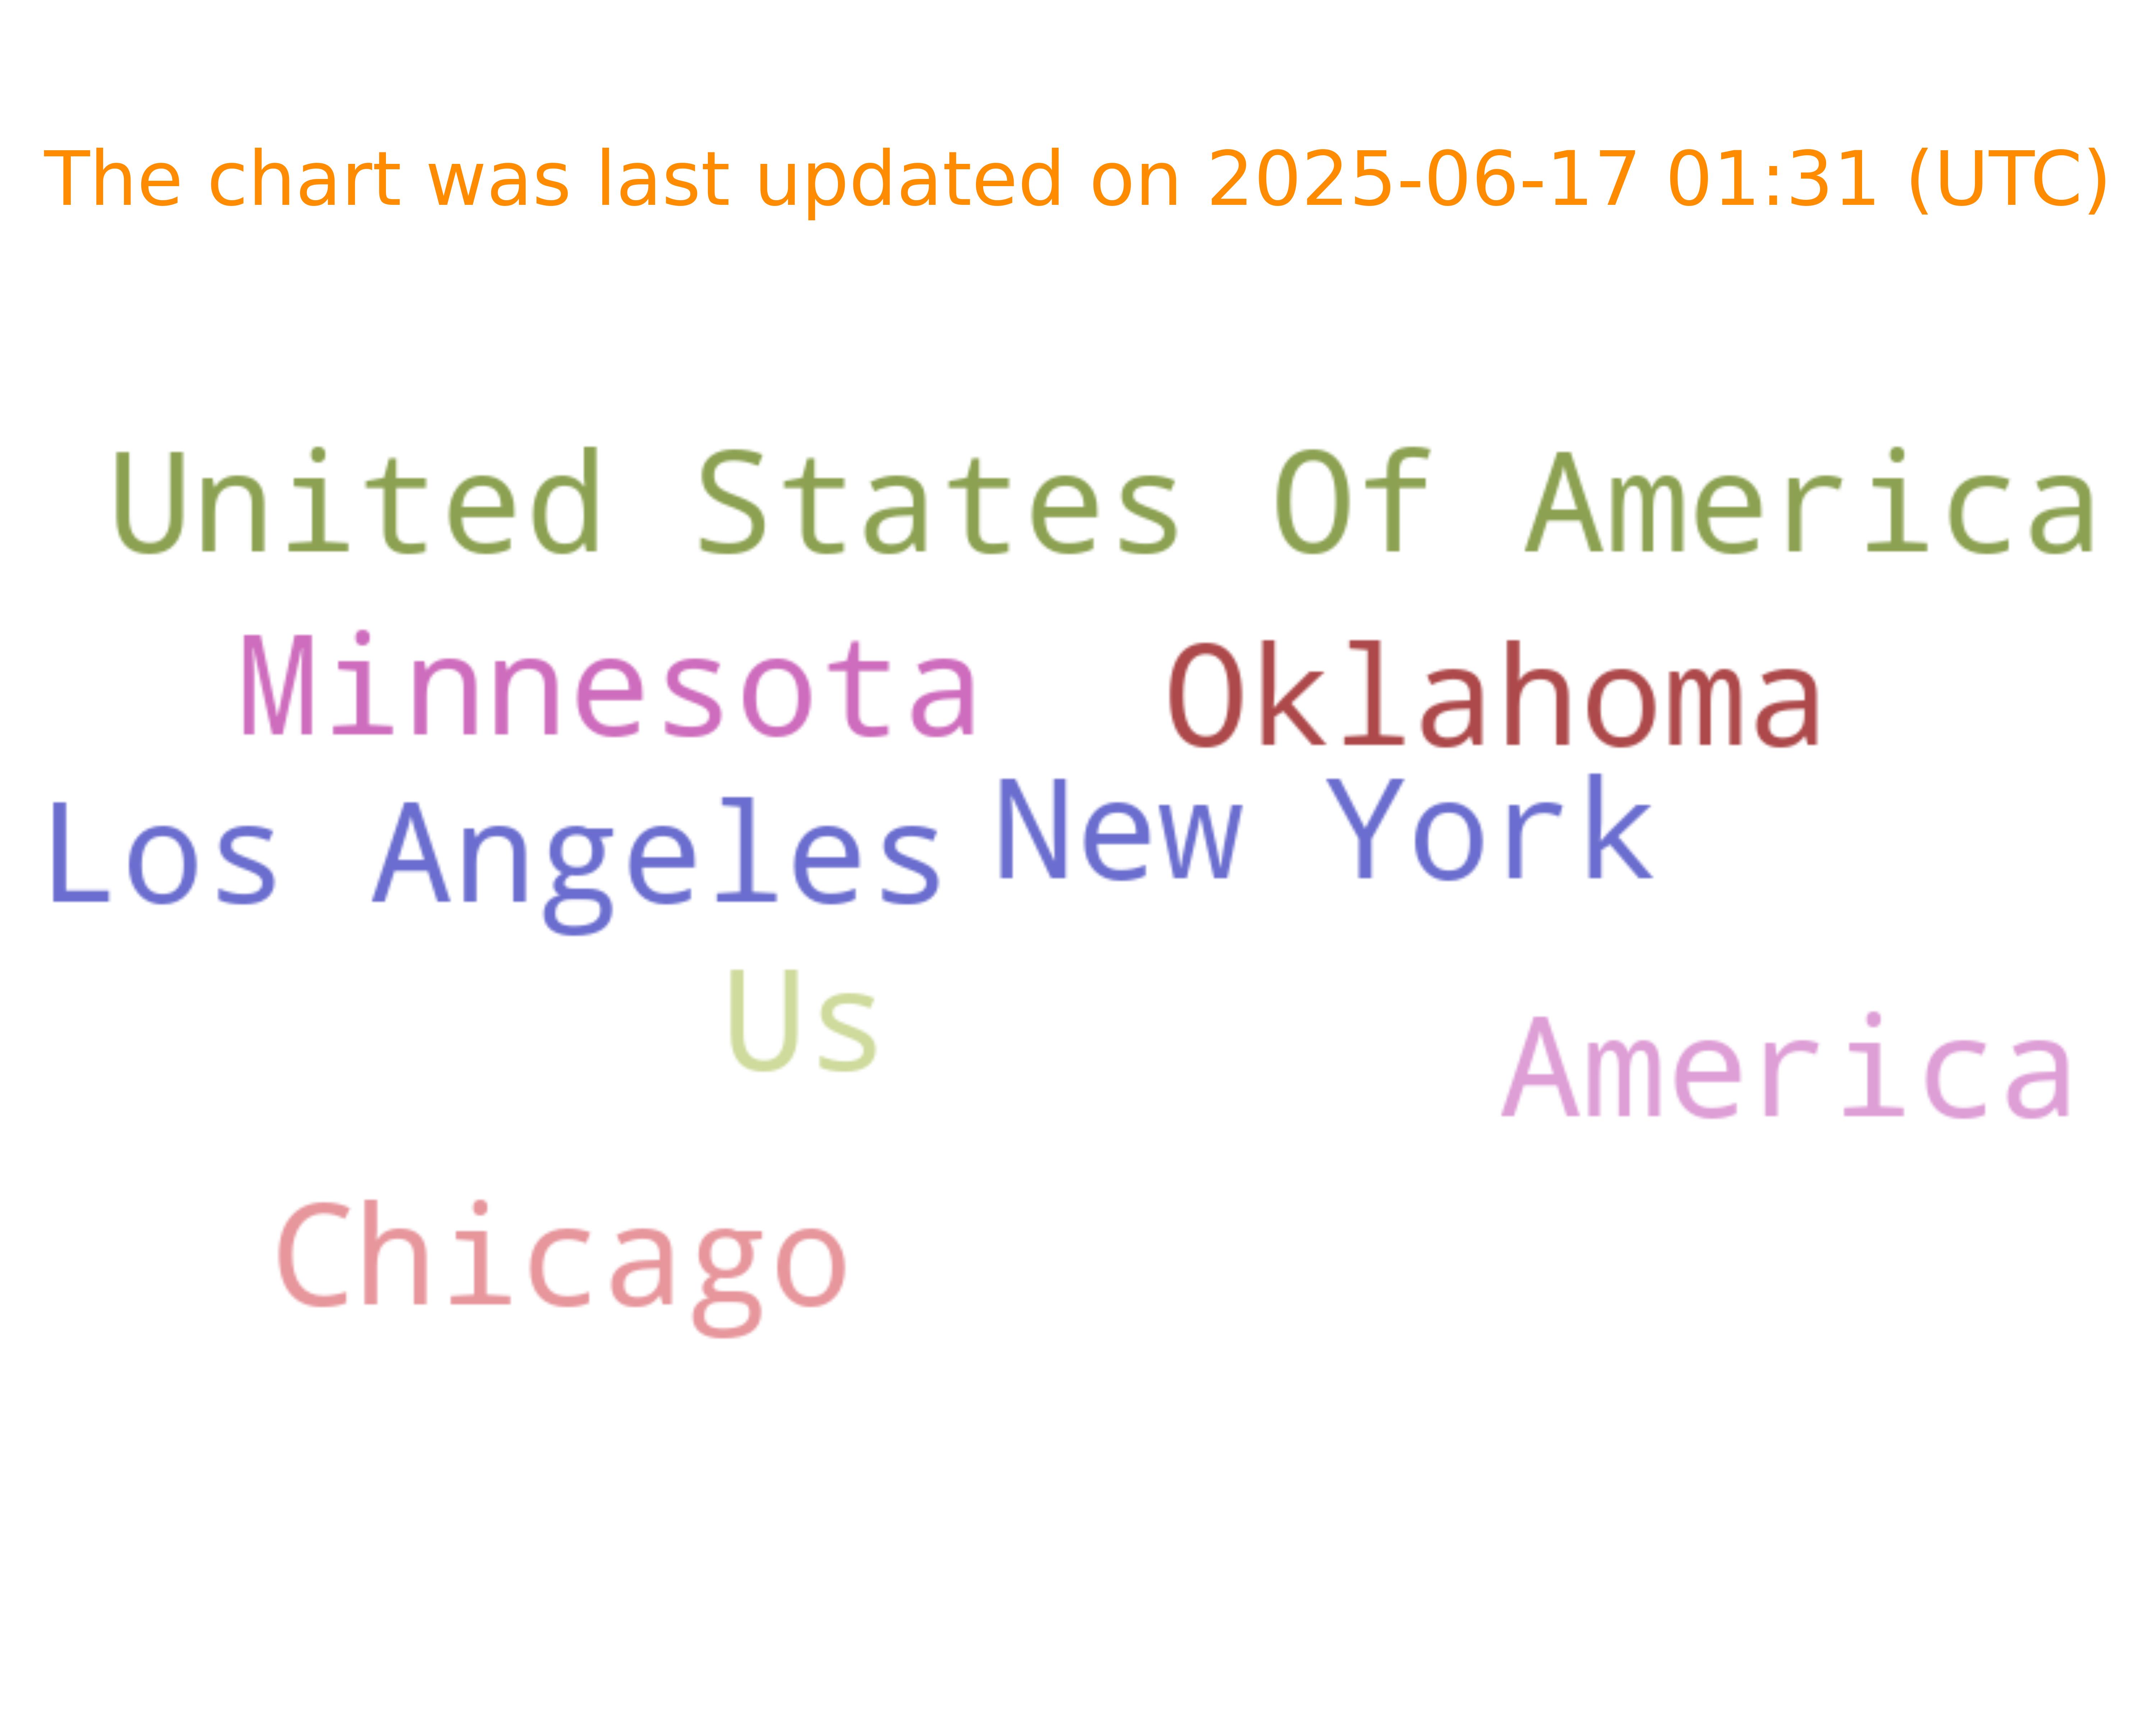 The chart was last updated on 2025-06-17 01:31 (UTC)
United States Of America
Minnesota Oklahoma
Los Angeles New York
Us
America
Chicago